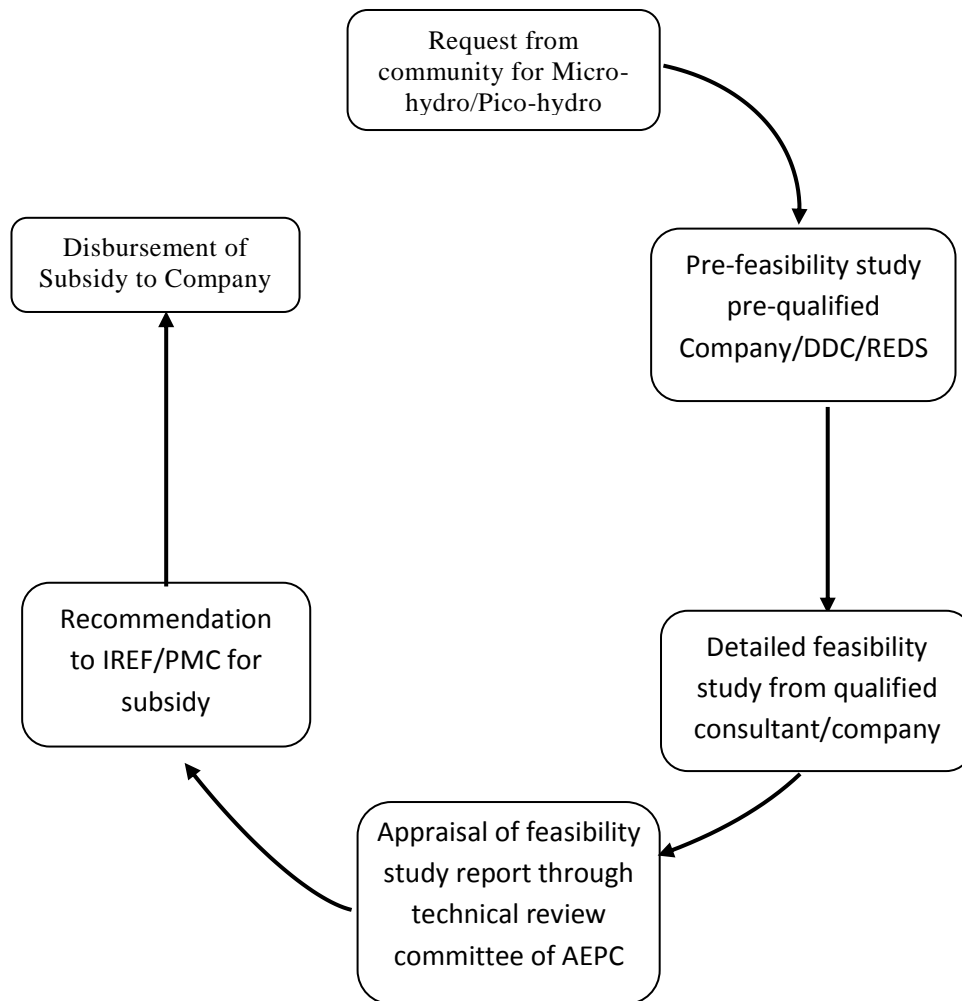 Request from
community for Micro-
hydro/Pico-hydro
Pre-feasibility study
pre-qualified
Company/DDC/REDS
Detailed feasibility
study from qualified
consultant/company
Appraisal of feasibility
study report through
technical review
committee of AEPC
Recommendation
to IREF/PMC for
subsidy
Disbursement of
Subsidy to Company